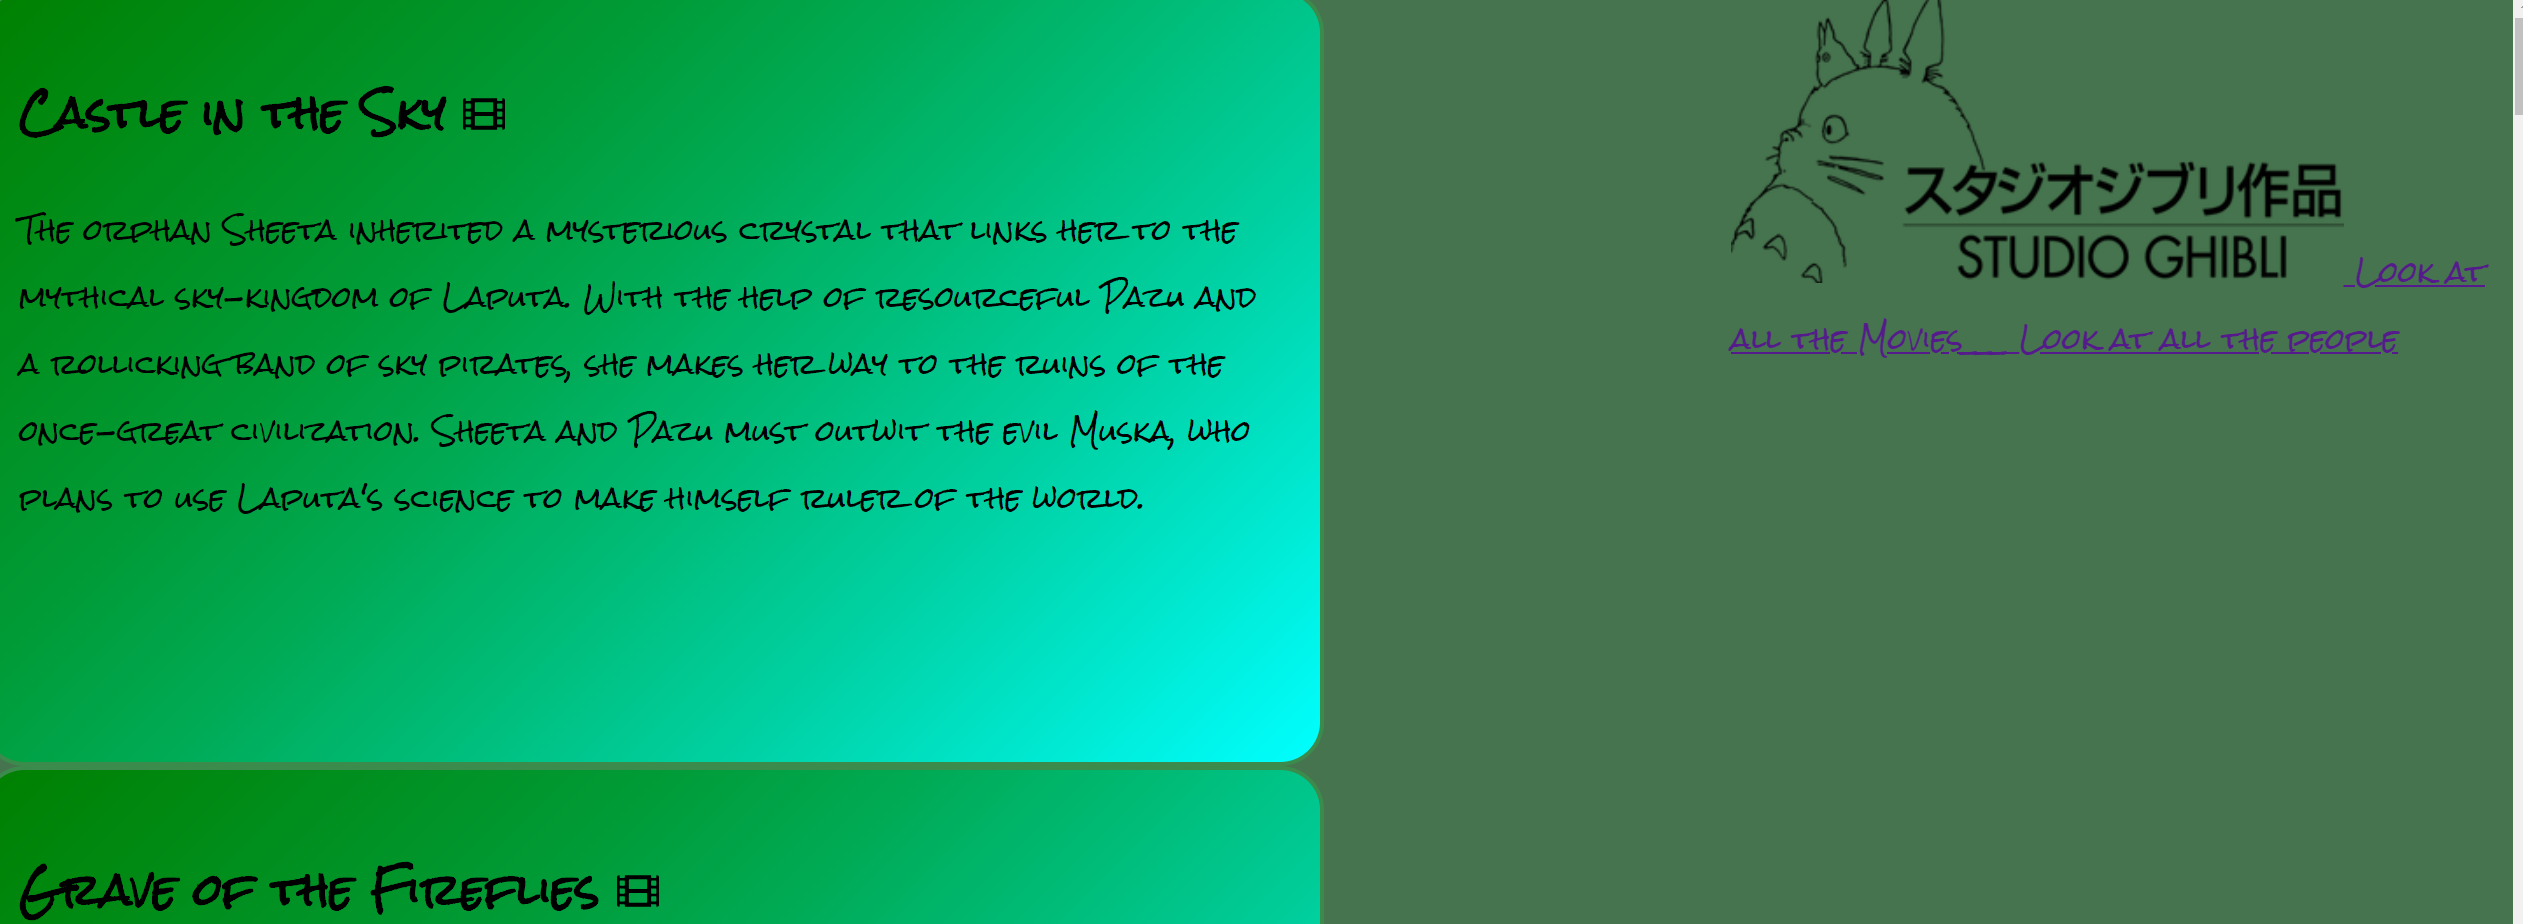 Castle in the Sky
The orphan Sheeta inherited a mysterious crystal that links her to the
mythical sky-kingdom of Laputa. With the help of resourceful Pazu and
a rollicking band of sky pirates, she makes her way to the ruins of the
once-great civilization. Sheeta and Pazu must outwit the evil Muska, who
plans to use Laputa's science to make himself ruler of the world.
Grave of the Fireflies
スタジオジブリ作品
STUDIO GHIBLI
Look at
all the Movies__ Look at all the people